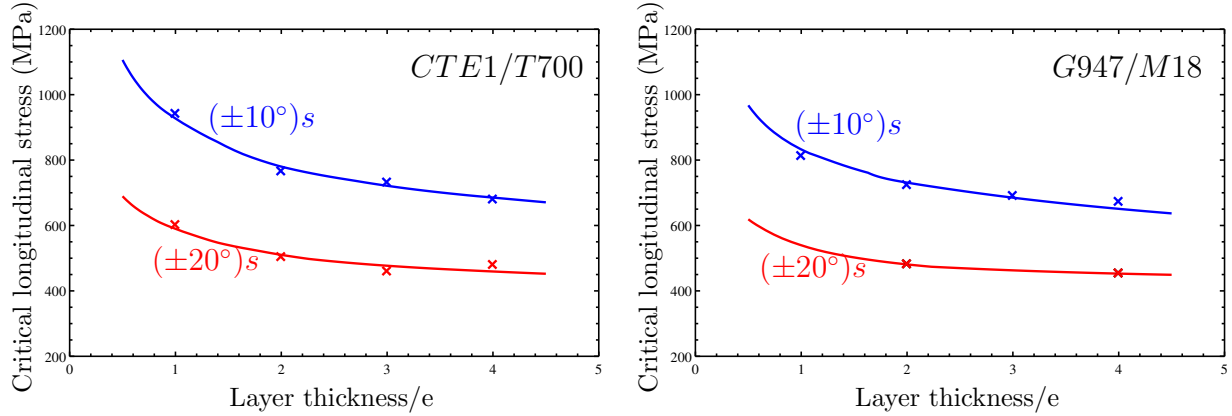 Critical longitudinal stress (MPa)
1200
1000
800
600
400
200
0
1
2
3
4
5
Layer thickness/e
CTE1/T700
(±10°)s
(±20°)s
Critical longitudinal stress (MPa)
1200
1000
800
600
400
200
0
1
2
3
4
5
Layer thickness/e
G947/M18
(±10°)s
(±20°)s